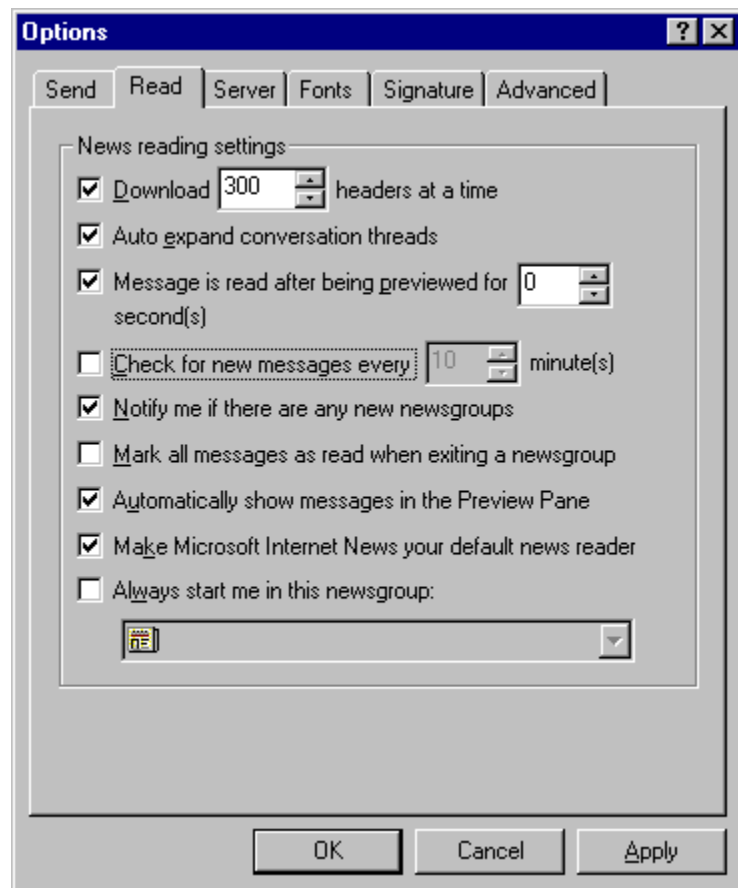 Options
Send Read Server Fonts Signature Advanced
News reading settings
Download 300 headers at a time
Auto expand conversation threads
Message is read after being previewed for 0
second(s)
Check for new messages every 10 minute(s)
Notify me if there are any new newsgroups
Mark all messages as read when exiting a newsgroup
Automatically show messages in the Preview Pane
Make Microsoft Internet News your default news reader
Always start me in this newsgroup:
OK Cancel Apply